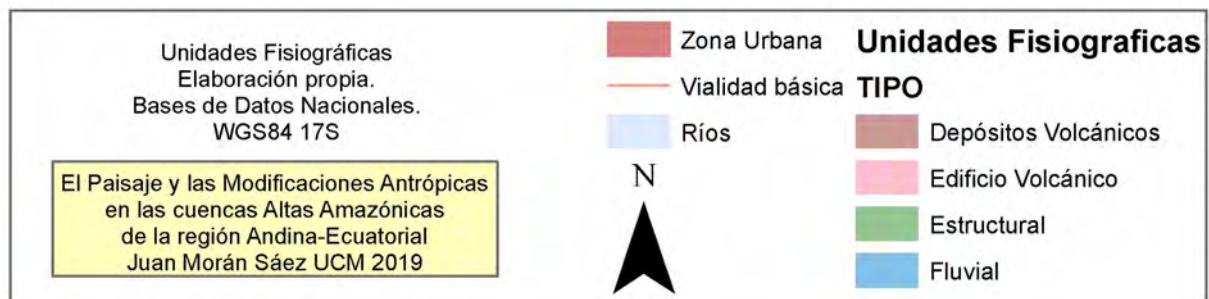 Unidades Fisiográficas
Elaboración propia.
Bases de Datos Nacionales.
WGS84 17S
El Paisaje y las Modificaciones Antrópicas
en las cuencas Altas Amazónicas
de la región Andina-Ecuatorial
Juan Morán Sáez UCM 2019
Zona Urbana
Vialidad básica
Ríos
N
Unidades Fisiograficas
TIPO
Depósitos Volcánicos
Edificio Volcánico
Estructural
Fluvial